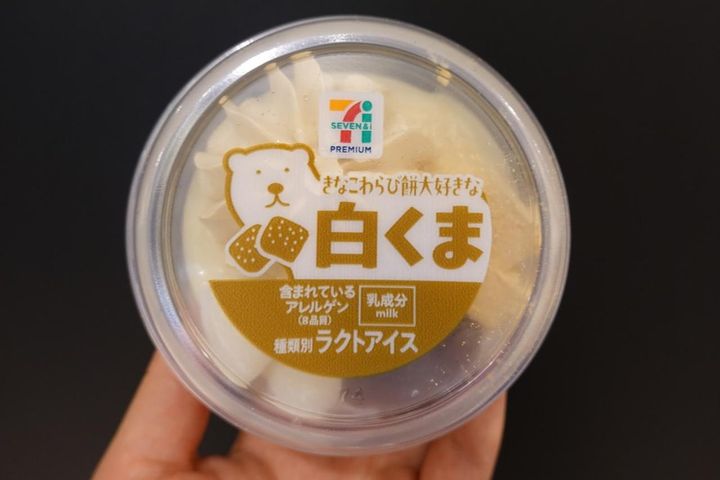 SEVEN&i
PREMIUM
きなこわらび餅大好きな
白くま
含まれている
アレルゲン
(8品目)
乳成分
milk
種類別 ラクトアイス